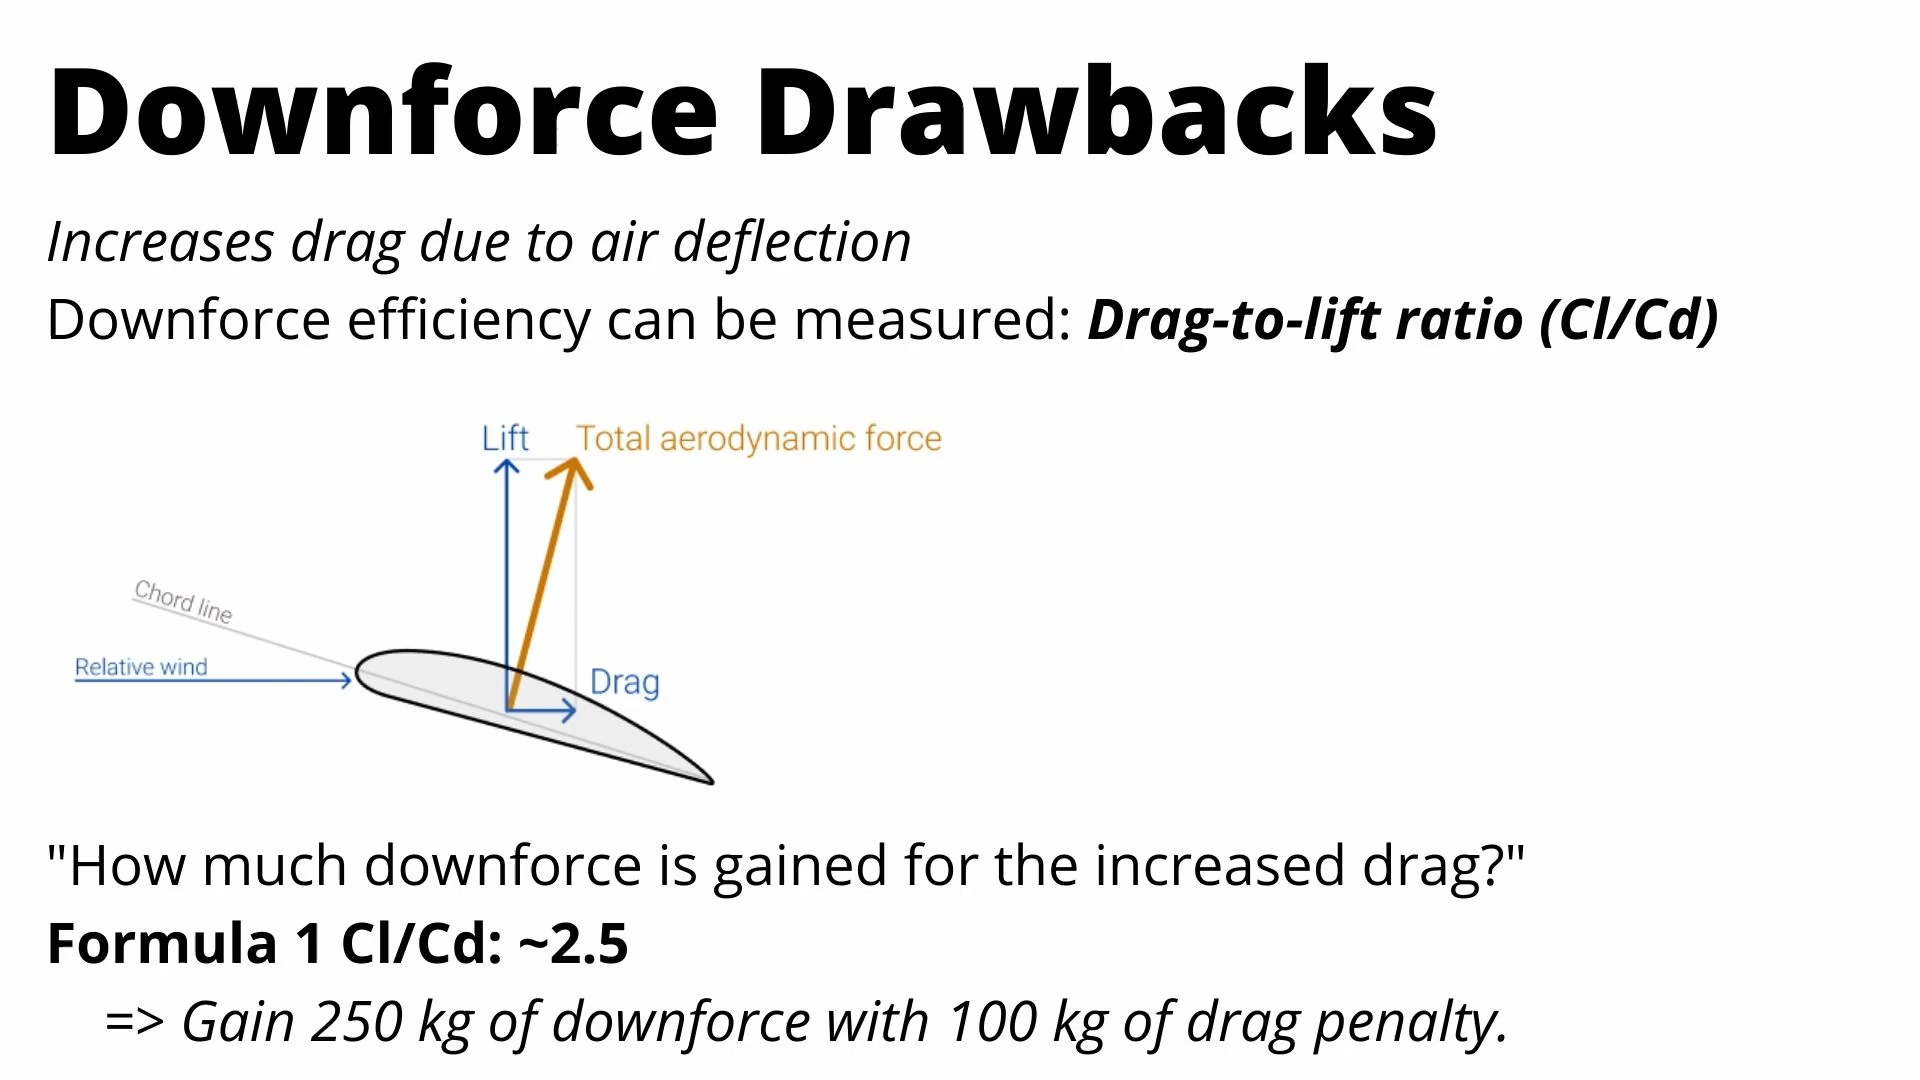 Downforce Drawbacks
Increases drag due to air deflection
Downforce efficiency can be measured: Drag-to-lift ratio (Cl/Cd)
Lift
Total aerodynamic force
Chord line
Relative wind
Drag
"How much downforce is gained for the increased drag?"
Formula 1 Cl/Cd: ~2.5
=> Gain 250 kg of downforce with 100 kg of drag penalty.